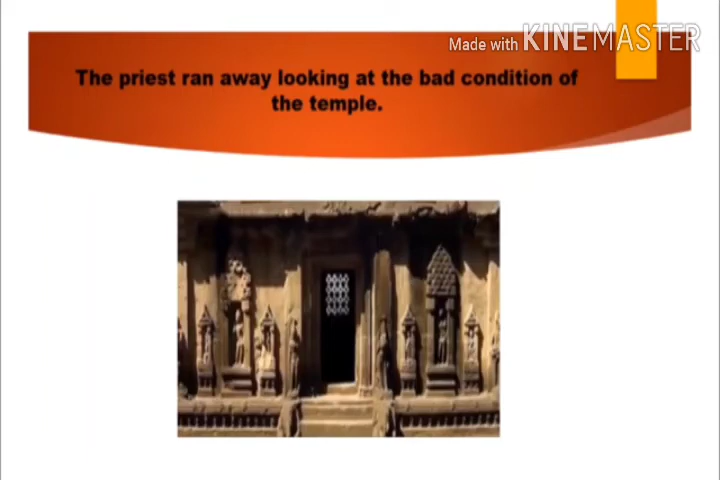 Made with KINEMASTER
The priest ran away looking at the bad condition of
the temple.